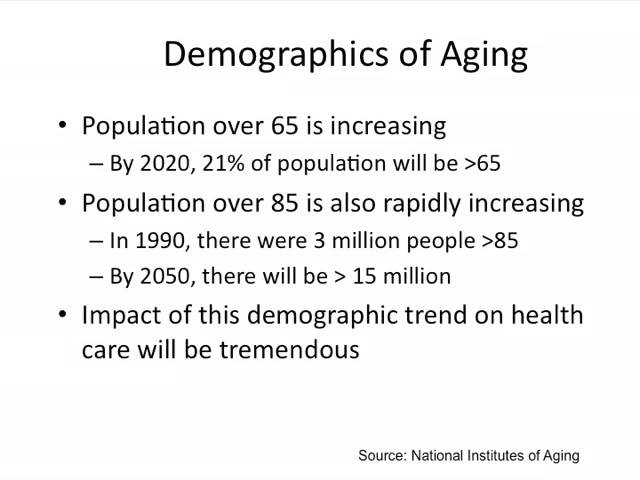 Demographics of Aging
• Population over 65 is increasing
– By 2020, 21% of population will be >65
• Population over 85 is also rapidly increasing
– In 1990, there were 3 million people >85
– By 2050, there will be > 15 million
• Impact of this demographic trend on health
care will be tremendous
Source: National Institutes of Aging